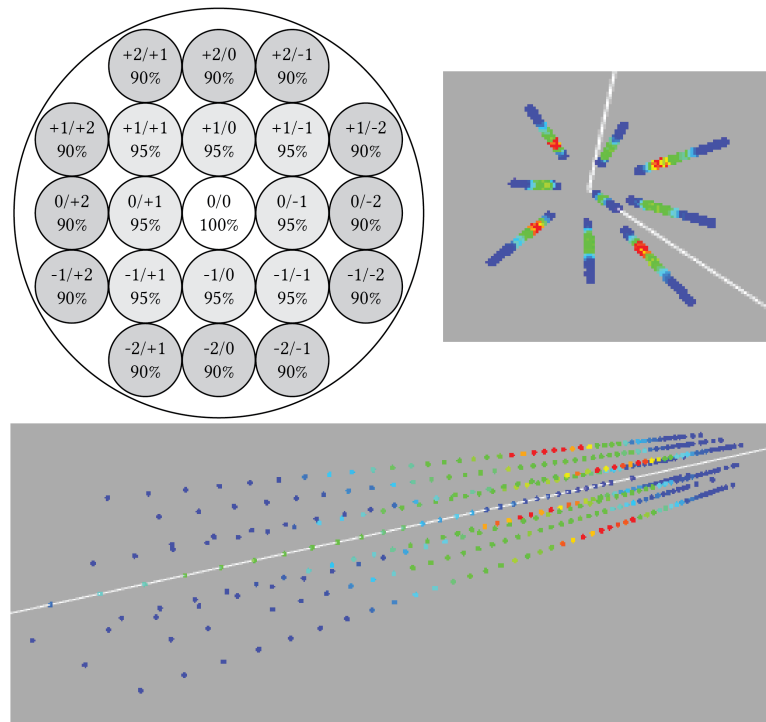 +2/+1 +2/0 +2/-1
90% 90% 90%
+1/+2 +1/+1 +1/0 +1/-1 +1/-2
90% 95% 95% 95% 90%
0/+2 0/+1 0/0 0/-1 0/-2
90% 95% 100% 95% 90%
-1/+2 -1/+1 -1/0 -1/-1 -1/-2
90% 95% 95% 95% 90%
-2/+1 -2/0 -2/-1
90% 90% 90%